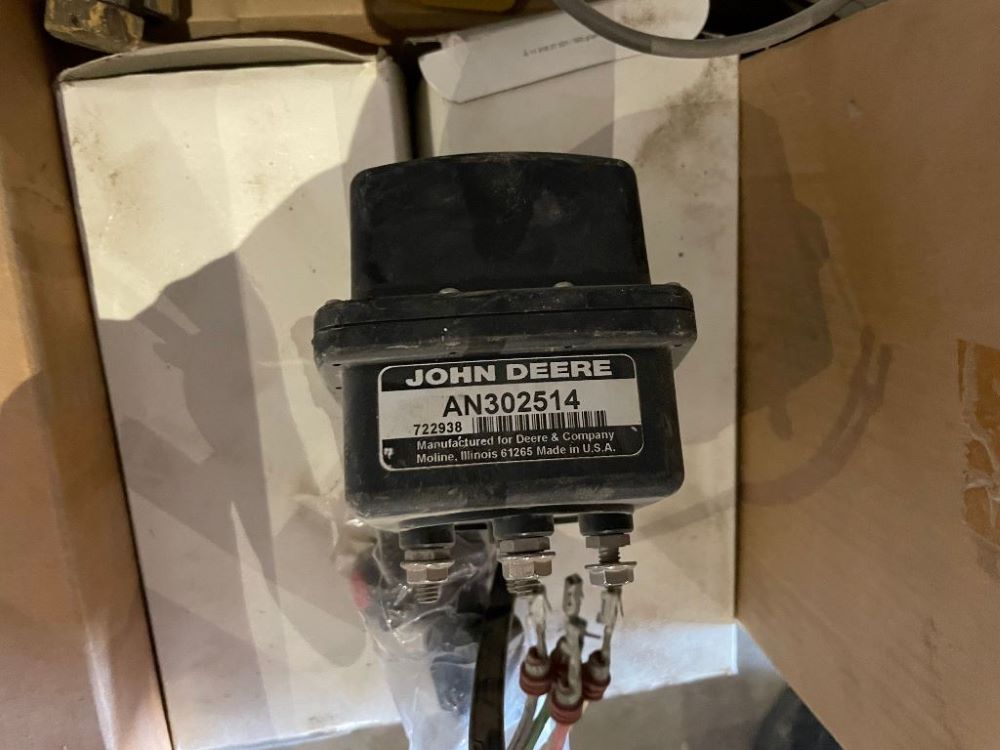 JOHN DEERE
AN302514
722938
Manufactured for Deere & Company
Moline, Illinois 61265 Made in U.S.A.